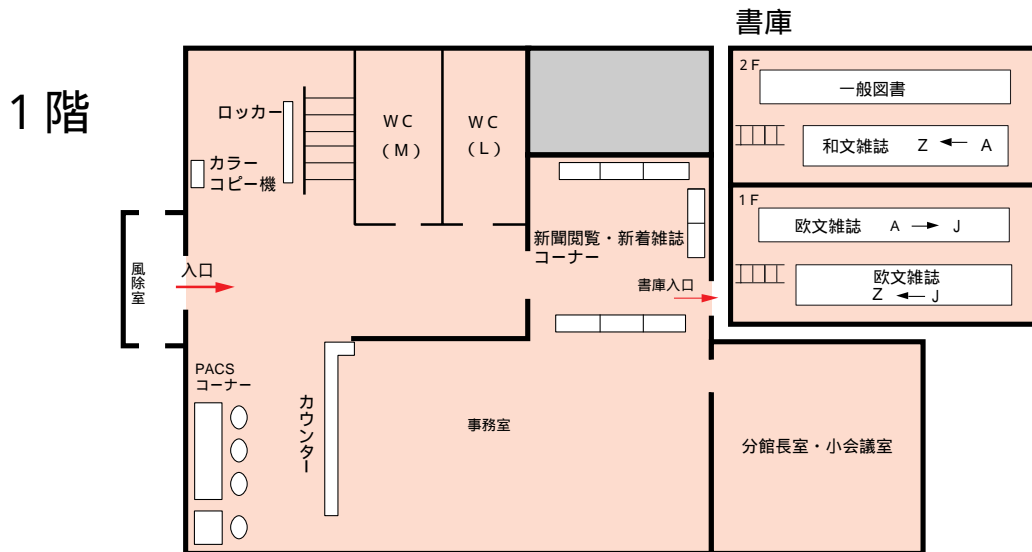 書庫
1階
2F
一般図書
和文雑誌 Z ← A
1F
欧文雑誌 A → J
欧文雑誌
Z ← J
ロッカー
WC
(M)
WC
(L)
カラー
コピー機
新聞閲覧・新着雑誌
コーナー
風除室
入口
書庫入口
PACS
コーナー
カウンター
事務室
分館長室・小会議室